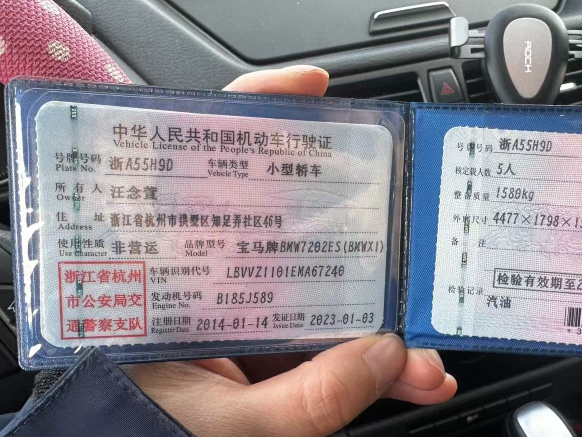 中华人民共和国机动车行驶证
Vehicle License of the People's Republic of China
号牌号码 浙A55H9D 车辆类型 小型轿车
Plate No. Vehicle Type
所有人 汪念萱
Owner
住址 浙江省杭州市拱墅区知足弄社区46号
Address
使用性质 非营运 品牌型号 宝马牌BMW7202ES(BMWX1)
Use Character Model
浙江省杭州
市公安局交
通警察支队
车辆识别代号 LBVVZ1101EMA67240
VIN
发动机号码 B185J589
Engine No.
注册日期 2014-01-14 发证日期 2023-01-03
Register Date Issue Date
号牌号码 浙A55H9D
核定载人数 5人
整备质量 1580kg
外廓尺寸 4477×1798×1
备注
检验有效期至2
检验记录
汽油
ROCK